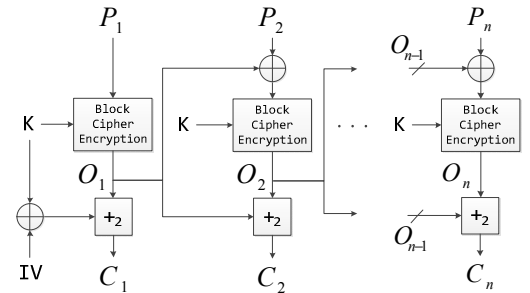 P1 P2 Pn
On-1
K Block Cipher Encryption K Block Cipher Encryption ... K Block Cipher Encryption
O1 O2 On
+2 +2 +2
On-1
IV C1 C2 Cn